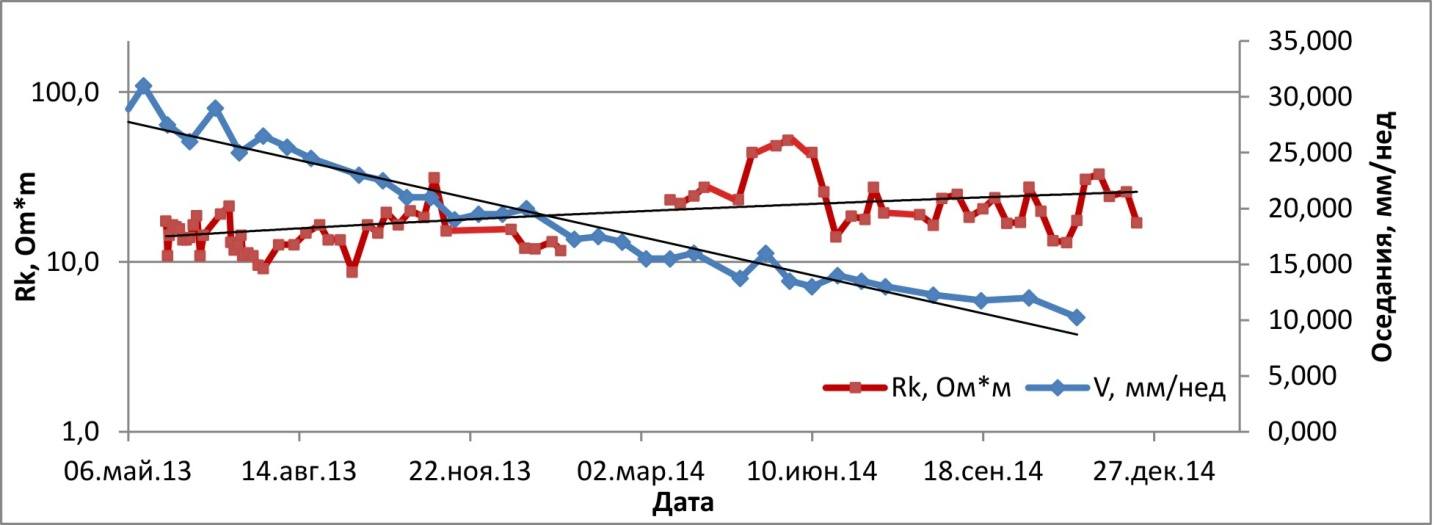 Rk, Ом*м
100,0
10,0
1,0
35,000
30,000
25,000
20,000
15,000
10,000
5,000
0,000
Оседания, мм/нед
Rk, Ом*м
V, мм/нед
06.май.13
14.авг.13
22.ноя.13
02.мар.14
10.июн.14
18.сен.14
27.дек.14
Дата